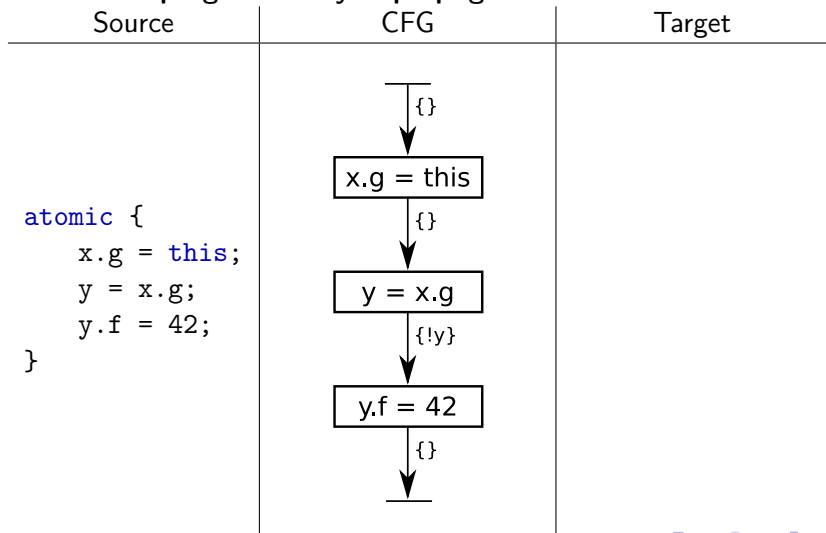 Source CFG Target
{}
x.g = this
{}
y = x.g
{!y}
y.f = 42
{}
atomic {
x.g = this;
y = x.g;
y.f = 42;
}